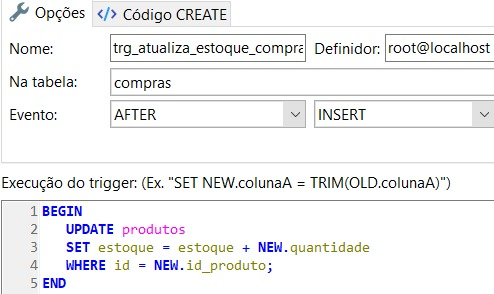 Opções </> Código CREATE
Nome: trg_atualiza_estoque_compra Definidor: root@localhost
Na tabela: compras
Evento: AFTER INSERT
Execução do trigger: (Ex. "SET NEW.colunaA = TRIM(OLD.colunaA)")
1 BEGIN
2 UPDATE produtos
3 SET estoque = estoque + NEW.quantidade
4 WHERE id = NEW.id_produto;
5 END